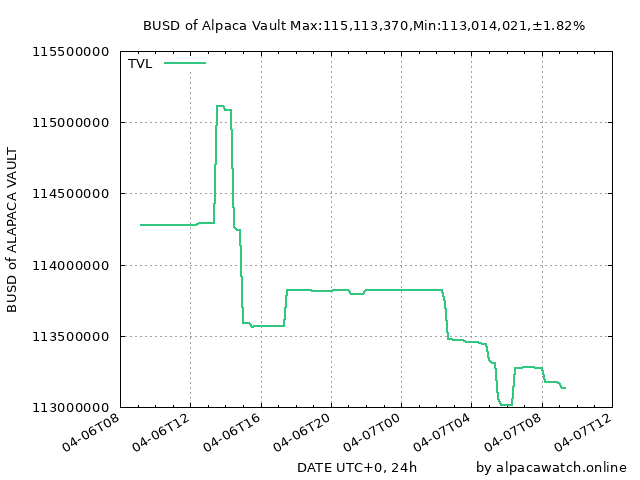 BUSD of Alpaca Vault Max:115,113,370,Min:113,014,021,±1.82%
TVL
115500000
115000000
114500000
114000000
113500000
113000000
BUSD of ALAPACA VAULT
04-06T08
04-06T12
04-06T16
04-06T20
04-07T00
04-07T04
04-07T08
04-07T12
DATE UTC+0, 24h
by alpacawatch.online